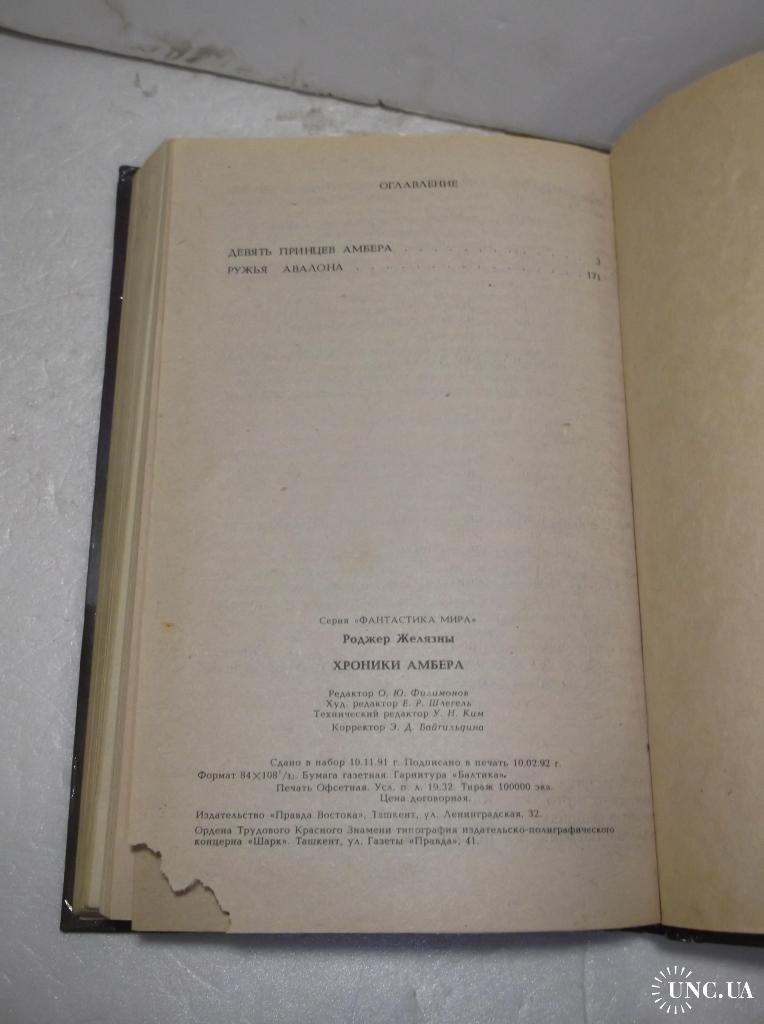 ОГЛАВЛЕНИЕ
ДЕВЯТЬ ПРИНЦЕВ АМБЕРА . . . . . . . . . . . 3
РУЖЬЯ АВАЛОНА . . . . . . . . . . . . . . 171
Серия «ФАНТАСТИКА МИРА»
Роджер Желязны
ХРОНИКИ АМБЕРА
Редактор О. Ю. Филимонов
Худ. редактор Е. Р. Шлегель
Технический редактор У. Н. Ким
Корректор Э. Д. Байгильдина
Сдано в набор 10.11.91 г. Подписано в печать 10.02.92 г.
Формат 84×108¹/₃₂. Бумага газетная. Гарнитура «Балтика».
Печать Офсетная. Усл. п. л. 19,32. Тираж 100000 экз.
Цена договорная.
Издательство «Правда Востока», Ташкент, ул. Ленинградская, 32.
Ордена Трудового Красного Знамени типография издательско-полиграфического
концерна «Шарк». Ташкент, ул. Газеты «Правда», 41.
UNC.UA